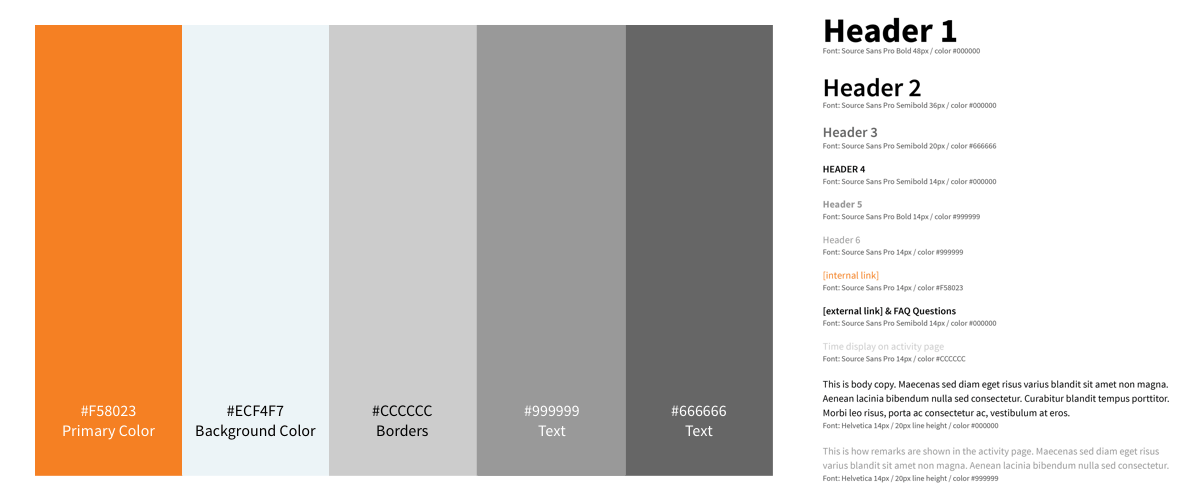 #F58023
Primary Color
#ECF4F7
Background Color
#CCCCCC
Borders
#999999
Text
#666666
Text
Header 1
Font: Source Sans Pro Bold 48px / color #000000
Header 2
Font: Source Sans Pro Semibold 36px / color #000000
Header 3
Font: Source Sans Pro Semibold 20px / color #666666
HEADER 4
Font: Source Sans Pro Semibold 14px / color #000000
Header 5
Font: Source Sans Pro Bold 14px / color #999999
Header 6
Font: Source Sans Pro 14px / color #999999
[internal link]
Font: Source Sans Pro 14px / color #F58023
[external link] & FAQ Questions
Font: Source Sans Pro Semibold 14px / color #000000
Time display on activity page
Font: Source Sans Pro 14px / color #CCCCCC
This is body copy. Maecenas sed diam eget risus varius blandit sit amet non magna.
Aenean lacinia bibendum nulla sed consectetur. Curabitur blandit tempus porttitor.
Morbi leo risus, porta ac consectetur ac, vestibulum at eros.
Font: Helvetica 14px / 20px line height / color #000000
This is how remarks are shown in the activity page. Maecenas sed diam eget risus
varius blandit sit amet non magna. Aenean lacinia bibendum nulla sed consectetur.
Font: Helvetica 14px / 20px line height / color #999999